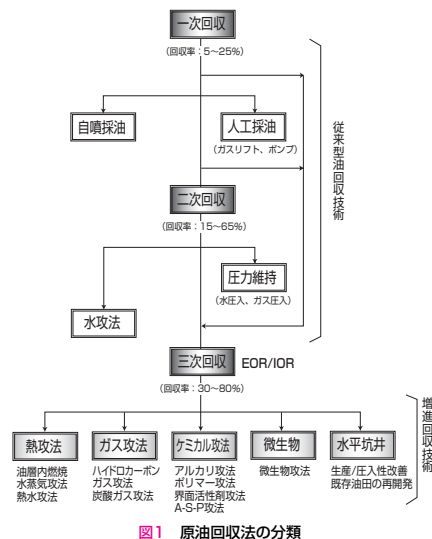 一次回収
(回収率：5～25%)
自噴採油
人工採油
(ガスリフト、ポンプ)
従来型油回収技術
二次回収
(回収率：15～65%)
圧力維持
(水圧入、ガス圧入)
水攻法
三次回収
EOR/IOR
(回収率：30～80%)
増進回収技術
熱攻法
油層内燃焼
水蒸気攻法
熱水攻法
ガス攻法
ハイドロカーボン
ガス攻法
炭酸ガス攻法
ケミカル攻法
アルカリ攻法
ポリマー攻法
界面活性剤攻法
A-S-P攻法
微生物
微生物攻法
水平坑井
生産/圧入性改善
既存油田の再開発
図1 原油回収法の分類